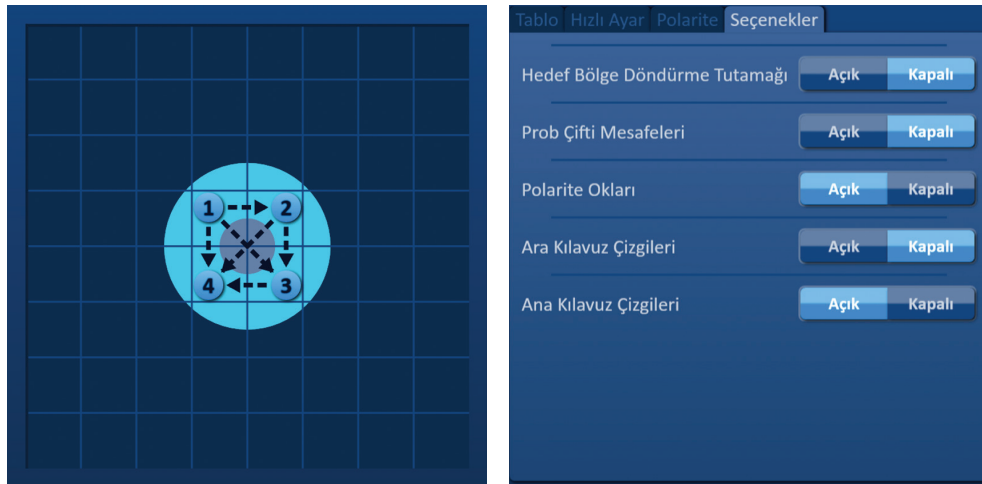 1 2
4 3
Tablo Hızlı Ayar Polarite Seçenekler
Hedef Bölge Döndürme Tutamağı Açık Kapalı
Prob Çifti Mesafeleri Açık Kapalı
Polarite Okları Açık Kapalı
Ara Kılavuz Çizgileri Açık Kapalı
Ana Kılavuz Çizgileri Açık Kapalı